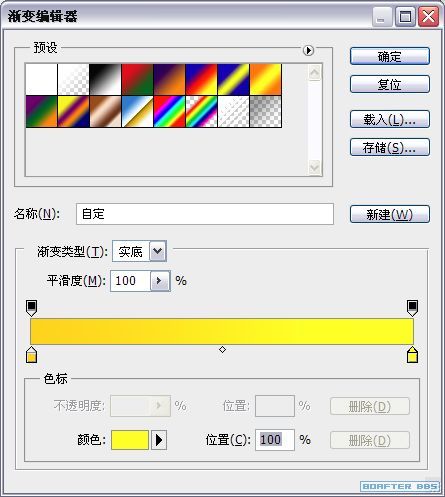 渐变编辑器
预设
确定
复位
载入(L)...
存储(S)...
名称(N): 自定
新建(W)
渐变类型(T): 实底
平滑度(M): 100 %
色标
不透明度: % 位置: % 删除(D)
颜色: 位置(C): 100 % 删除(D)
BOAFTER BBS